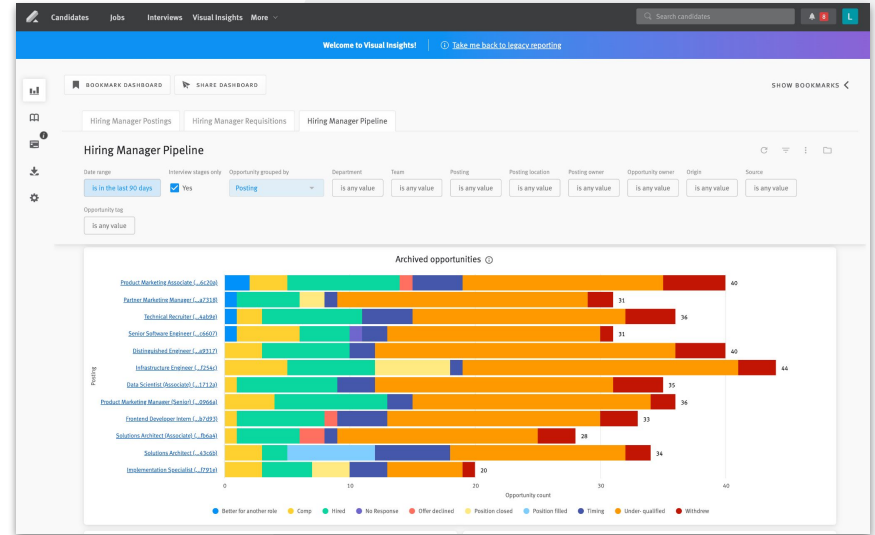 Candidates Jobs Interviews Visual Insights More Search candidates 8 L
Welcome to Visual Insights! Take me back to legacy reporting
BOOKMARK DASHBOARD SHARE DASHBOARD SHOW BOOKMARKS
Hiring Manager Postings Hiring Manager Requisitions Hiring Manager Pipeline
Hiring Manager Pipeline
Date range Interview stages only Opportunity grouped by Department Team Posting Posting location Posting owner Opportunity owner Origin Source
is in the last 90 days Yes Posting is any value is any value is any value is any value is any value is any value is any value is any value
Opportunity tag
is any value
Archived opportunities
Product Marketing Associate (...6c20a) 40
Partner Marketing Manager (...a7318) 31
Technical Recruiter (...4ab9e) 36
Senior Software Engineer (...c6607) 31
Distinguished Engineer (...a9317) 40
Infrastructure Engineer (...f254c) 44
Data Scientist (Associate) (...1712a) 35
Product Marketing Manager (Senior) (...0966a) 36
Frontend Developer Intern (...b7d93) 33
Solutions Architect (Associate) (...fb6a4) 28
Solutions Architect (...43c6b) 34
Implementation Specialist (...f791e) 20
Posting
0 10 20 30 40
Opportunity count
Better for another role Comp Hired No Response Offer declined Position closed Position filled Timing Under- qualified Withdrew